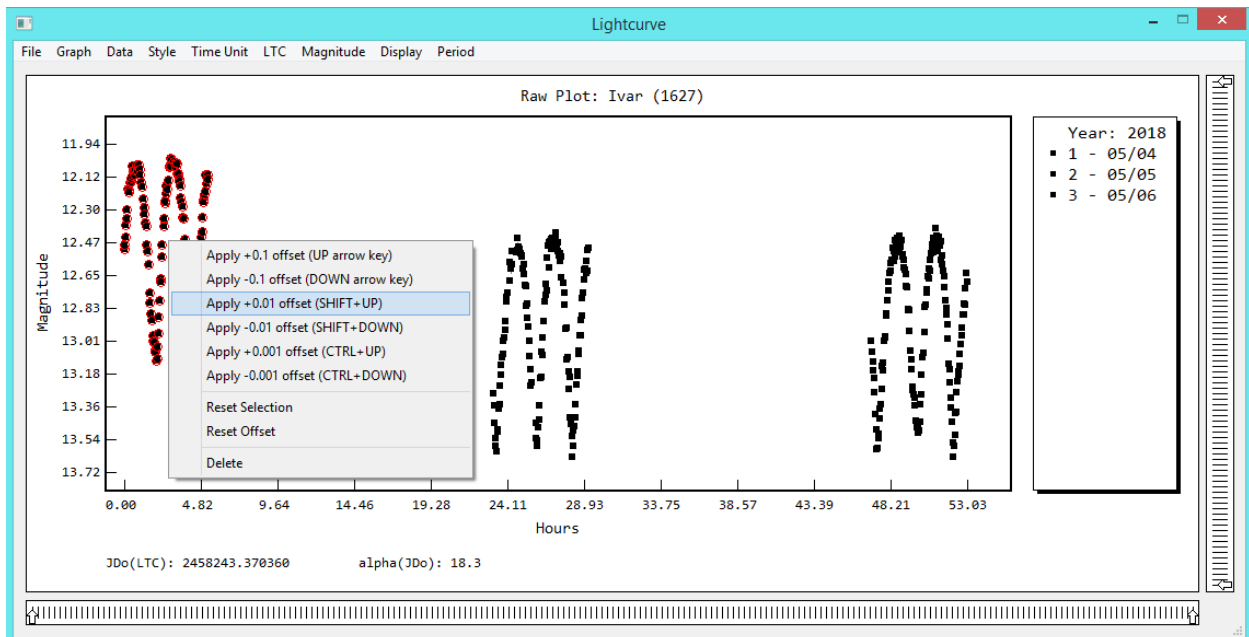 Lightcurve
File Graph Data Style Time Unit LTC Magnitude Display Period
Raw Plot: Ivar (1627)
Magnitude
11.94
12.12
12.30
12.47
12.65
12.83
13.01
13.18
13.36
13.54
13.72
Apply +0.1 offset (UP arrow key)
Apply -0.1 offset (DOWN arrow key)
Apply +0.01 offset (SHIFT+UP)
Apply -0.01 offset (SHIFT+DOWN)
Apply +0.001 offset (CTRL+UP)
Apply -0.001 offset (CTRL+DOWN)
Reset Selection
Reset Offset
Delete
0.00 4.82 9.64 14.46 19.28 24.11 28.93 33.75 38.57 43.39 48.21 53.03
Hours
JDo(LTC): 2458243.370360 alpha(JDo): 18.3
Year: 2018
1 - 05/04
2 - 05/05
3 - 05/06